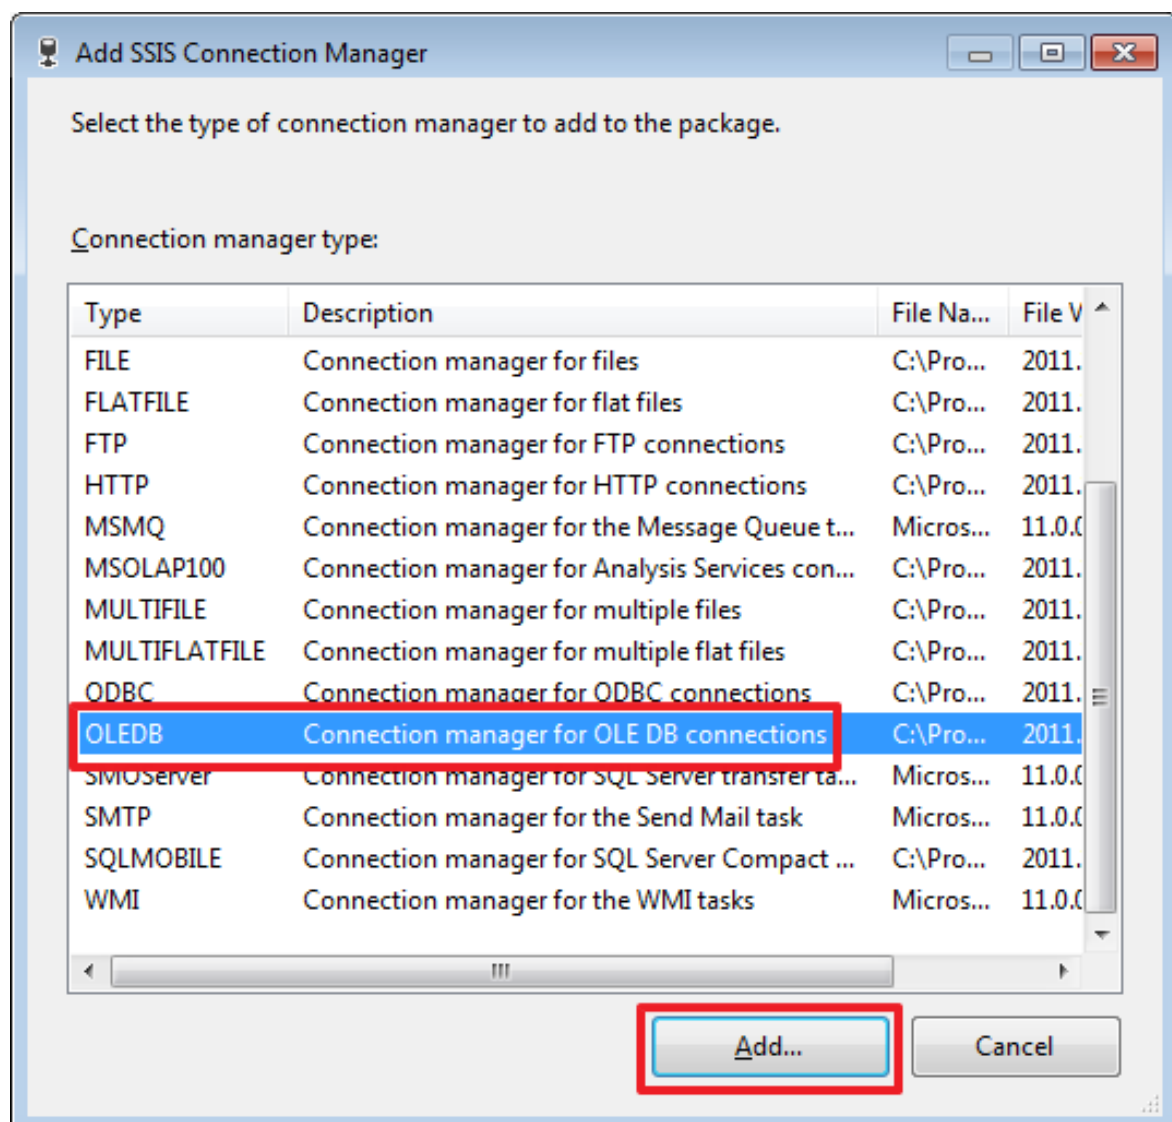 Add SSIS Connection Manager
Select the type of connection manager to add to the package.
Connection manager type:
Type Description File Na... File V
FILE Connection manager for files C:\Pro... 2011.
FLATFILE Connection manager for flat files C:\Pro... 2011.
FTP Connection manager for FTP connections C:\Pro... 2011.
HTTP Connection manager for HTTP connections C:\Pro... 2011.
MSMQ Connection manager for the Message Queue t... Micros... 11.0.0
MSOLAP100 Connection manager for Analysis Services con... C:\Pro... 2011.
MULTIFILE Connection manager for multiple files C:\Pro... 2011.
MULTIFLATFILE Connection manager for multiple flat files C:\Pro... 2011.
ODBC Connection manager for ODBC connections C:\Pro... 2011.
OLEDB Connection manager for OLE DB connections C:\Pro... 2011.
SMOServer Connection manager for SQL Server transfer ta... Micros... 11.0.0
SMTP Connection manager for the Send Mail task Micros... 11.0.0
SQLMOBILE Connection manager for SQL Server Compact ... C:\Pro... 2011.
WMI Connection manager for the WMI tasks Micros... 11.0.0
Add... Cancel